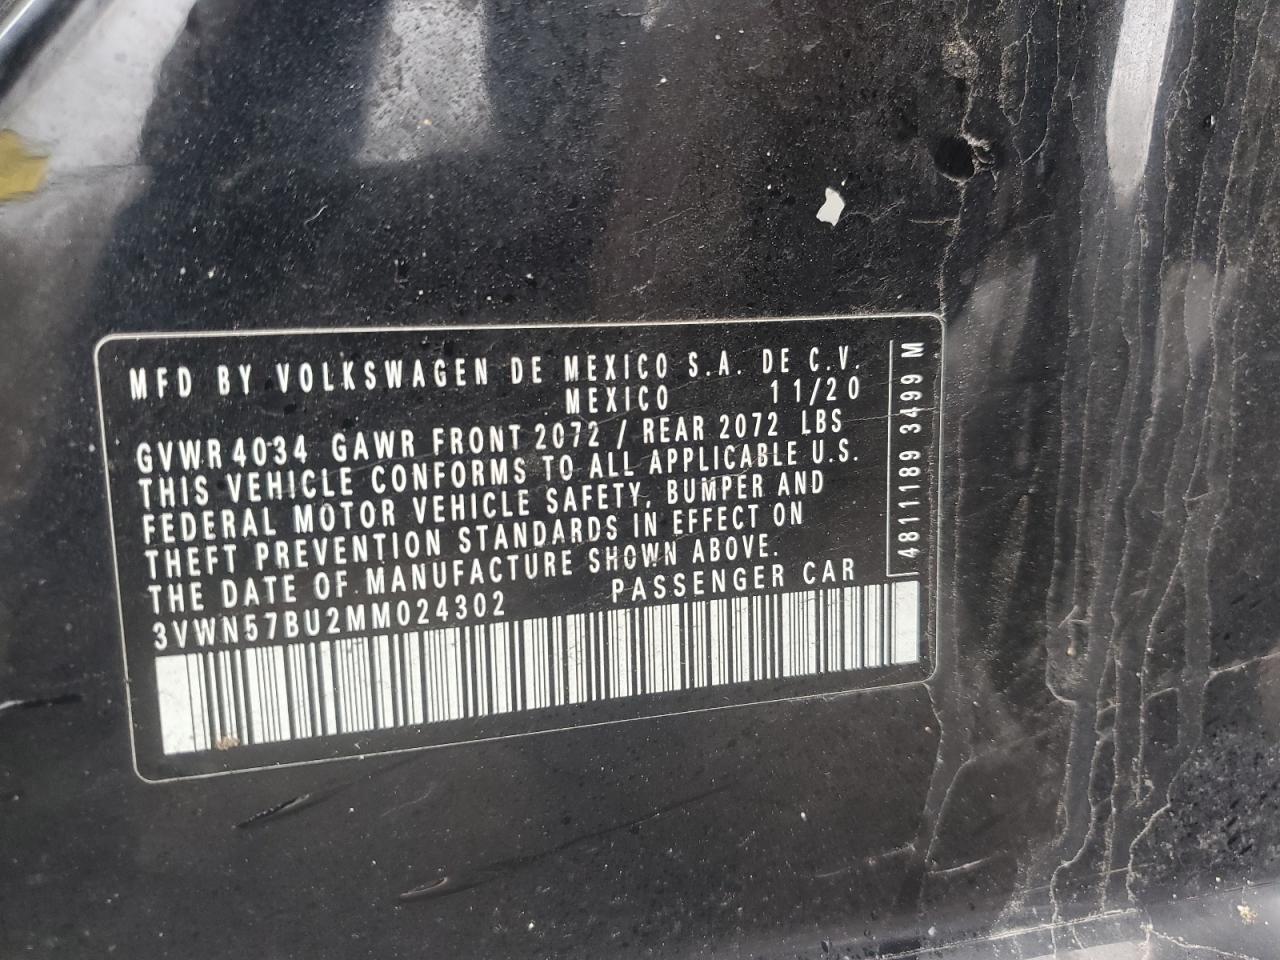 MFD BY VOLKSWAGEN DE MEXICO S.A. DE C.V.
MEXICO 11/20
GVWR 4034 GAWR FRONT 2072 / REAR 2072 LBS
THIS VEHICLE CONFORMS TO ALL APPLICABLE U.S.
FEDERAL MOTOR VEHICLE SAFETY, BUMPER AND
THEFT PREVENTION STANDARDS IN EFFECT ON
THE DATE OF MANUFACTURE SHOWN ABOVE.
3VWN57BU2MM024302 PASSENGER CAR
4811189 3499 M